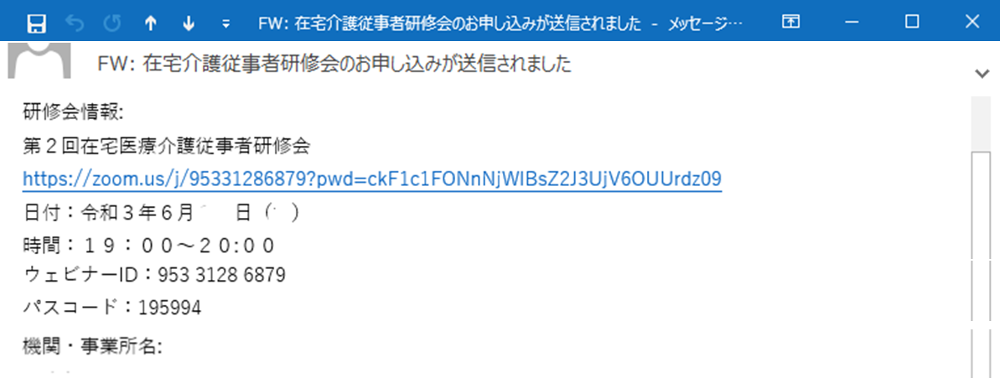 FW: 在宅介護従事者研修会のお申し込みが送信されました - メッセージ…
FW: 在宅介護従事者研修会のお申し込みが送信されました
研修会情報:
第２回在宅医療介護従事者研修会
https://zoom.us/j/95331286879?pwd=ckF1c1FONnNjWlBsZ2J3UjV6OUUrdz09
日付：令和３年６月 日（ ）
時間：１９：００～２０:００
ウェビナーID：953 3128 6879
パスコード：195994
機関・事業所名: